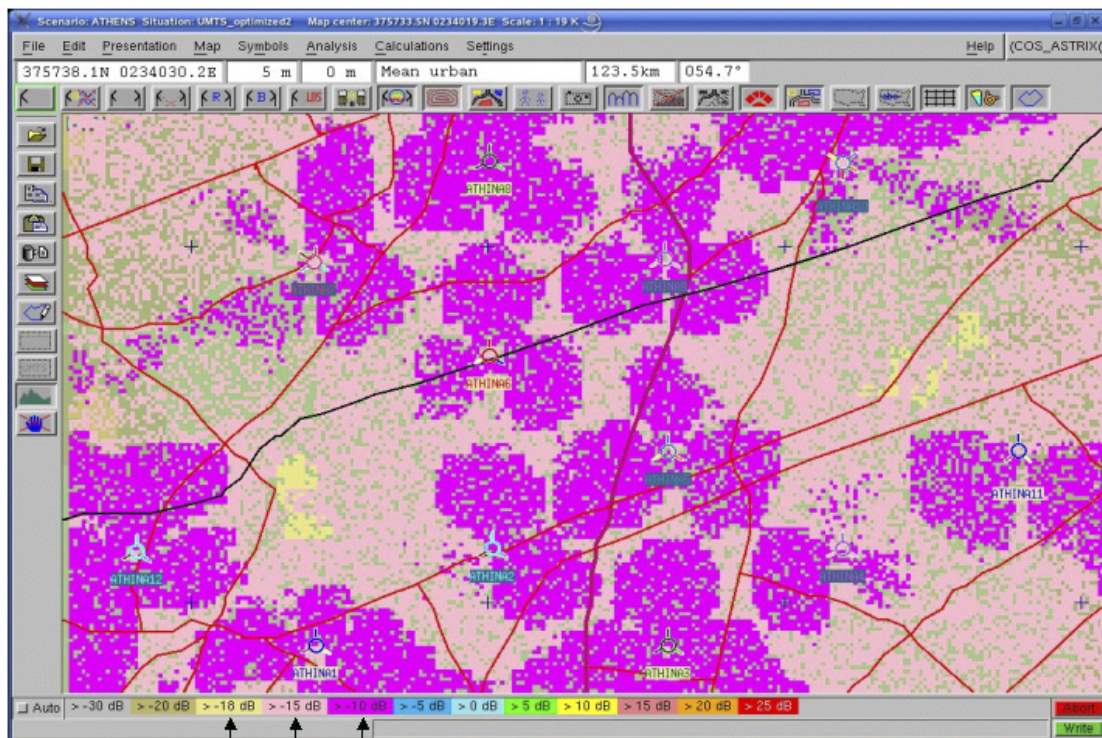 Scenario: ATHENS Situation: UMTS_optimized2 Map center: 375733.5N 0234019.3E Scale: 1 : 19 K
File Edit Presentation Map Symbols Analysis Calculations Settings Help (COS_ASTRIX(
375738.1N 0234030.2E 5 m 0 m Mean urban 123.5km 054.7°
R B LOS
ATHINA8
ATHINA9
ATHINA6
ATHINA11
ATHINA12
ATHINA2
ATHINA1
ATHINA3
UMTS
Auto > -30 dB > -20 dB > -18 dB > -15 dB > -10 dB > -5 dB > 0 dB > 5 dB > 10 dB > 15 dB > 20 dB > 25 dB
Abort
Write